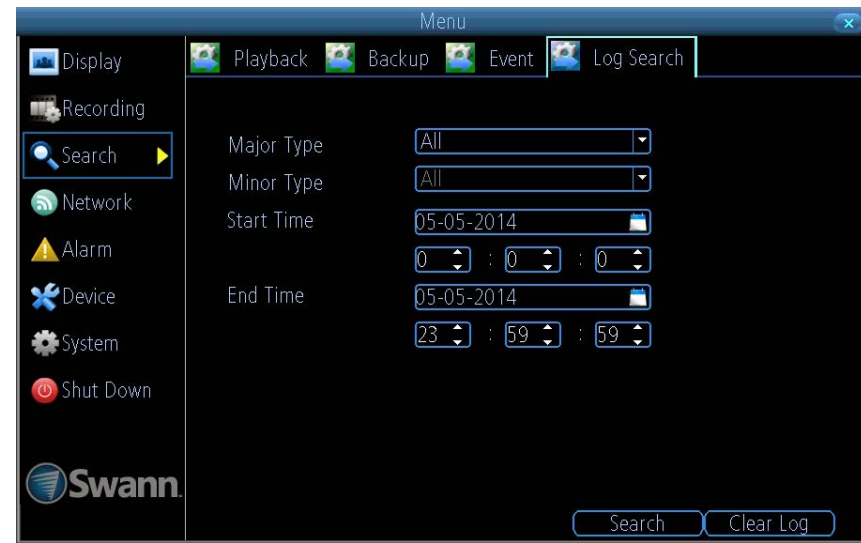 Menu
Display
Recording
Search
Network
Alarm
Device
System
Shut Down
Swann.
Playback Backup Event Log Search
Major Type All
Minor Type All
Start Time 05-05-2014
0 : 0 : 0
End Time 05-05-2014
23 : 59 : 59
Search Clear Log